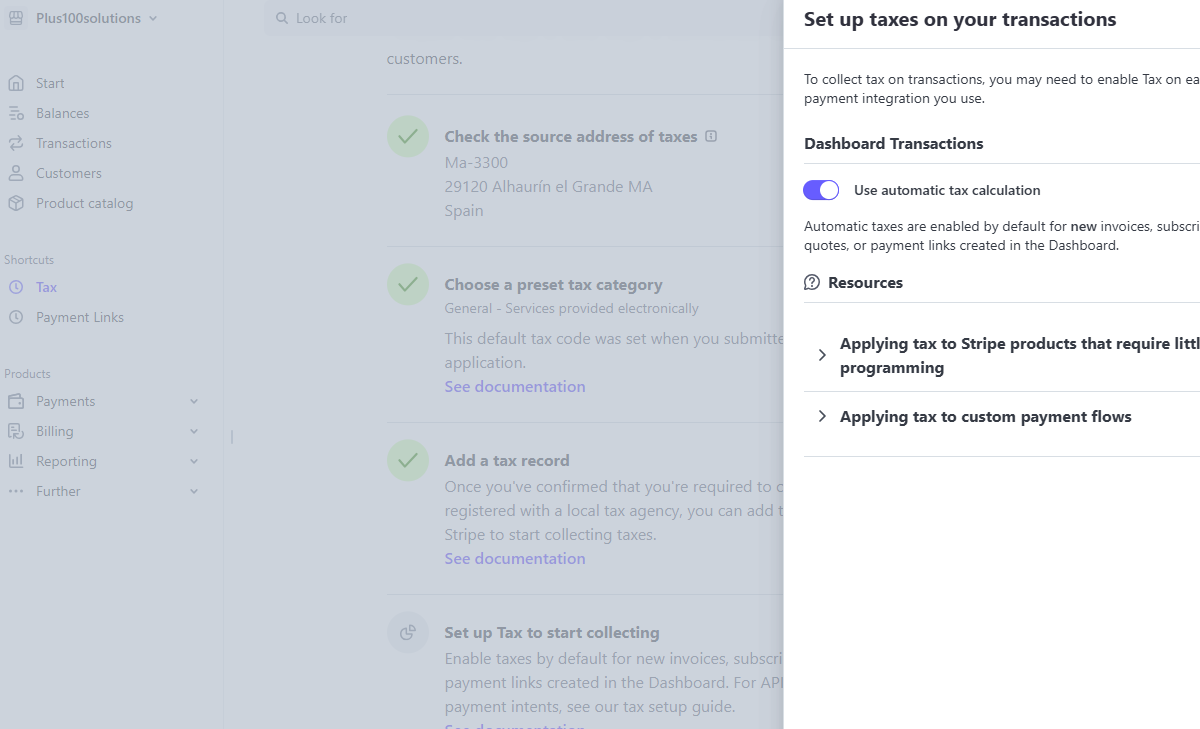 Plus100solutions
Look for
Start
Balances
Transactions
Customers
Product catalog
Shortcuts
Tax
Payment Links
Products
Payments
Billing
Reporting
Further
customers.
Check the source address of taxes
Ma-3300
29120 Alhaurín el Grande MA
Spain
Choose a preset tax category
General - Services provided electronically
This default tax code was set when you submitte
application.
See documentation
Add a tax record
Once you've confirmed that you're required to c
registered with a local tax agency, you can add t
Stripe to start collecting taxes.
See documentation
Set up Tax to start collecting
Enable taxes by default for new invoices, subscri
payment links created in the Dashboard. For API
payment intents, see our tax setup guide.
See documentation
Set up taxes on your transactions
To collect tax on transactions, you may need to enable Tax on ea
payment integration you use.
Dashboard Transactions
Use automatic tax calculation
Automatic taxes are enabled by default for new invoices, subscri
quotes, or payment links created in the Dashboard.
Resources
Applying tax to Stripe products that require littl
programming
Applying tax to custom payment flows